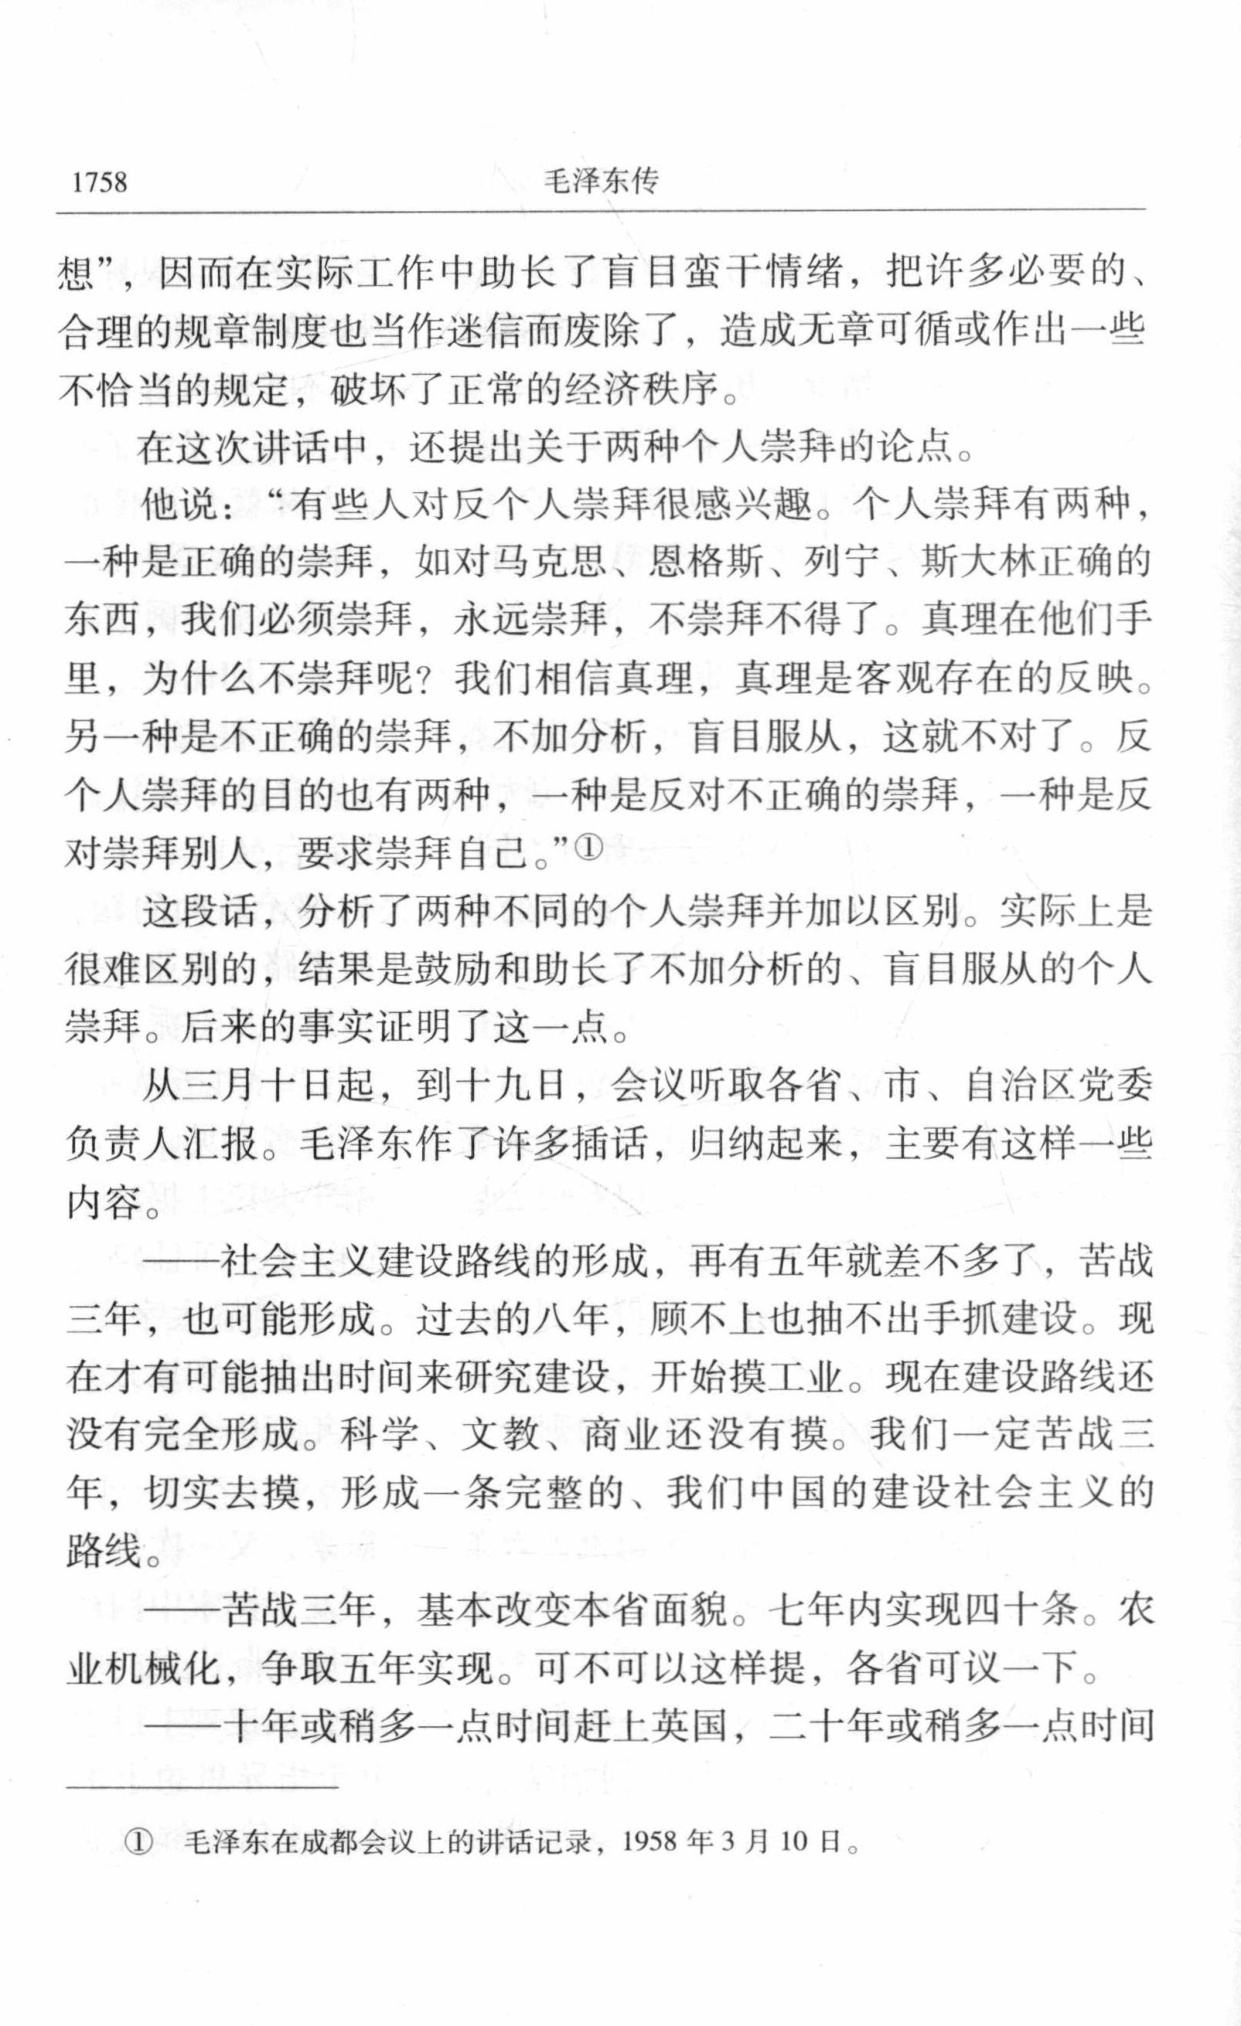 1758 毛泽东传
想”，因而在实际工作中助长了盲目蛮干情绪，把许多必要的、
合理的规章制度也当作迷信而废除了，造成无章可循或作出一些
不恰当的规定，破坏了正常的经济秩序。
在这次讲话中，还提出关于两种个人崇拜的论点。
他说：“有些人对反个人崇拜很感兴趣。个人崇拜有两种，
一种是正确的崇拜，如对马克思、恩格斯、列宁、斯大林正确的
东西，我们必须崇拜，永远崇拜，不崇拜不得了。真理在他们手
里，为什么不崇拜呢？我们相信真理，真理是客观存在的反映。
另一种是不正确的崇拜，不加分析，盲目服从，这就不对了。反
个人崇拜的目的也有两种，一种是反对不正确的崇拜，一种是反
对崇拜别人，要求崇拜自己。”①
这段话，分析了两种不同的个人崇拜并加以区别。实际上是
很难区别的，结果是鼓励和助长了不加分析的、盲目服从的个人
崇拜。后来的事实证明了这一点。
从三月十日起，到十九日，会议听取各省、市、自治区党委
负责人汇报。毛泽东作了许多插话，归纳起来，主要有这样一些
内容。
——社会主义建设路线的形成，再有五年就差不多了，苦战
三年，也可能形成。过去的八年，顾不上也抽不出手抓建设。现
在才有可能抽出时间来研究建设，开始摸工业。现在建设路线还
没有完全形成。科学、文教、商业还没有摸。我们一定苦战三
年，切实去摸，形成一条完整的、我们中国的建设社会主义的
路线。
——苦战三年，基本改变本省面貌。七年内实现四十条。农
业机械化，争取五年实现。可不可以这样提，各省可议一下。
——十年或稍多一点时间赶上英国，二十年或稍多一点时间
① 毛泽东在成都会议上的讲话记录，1958 年 3 月 10 日。